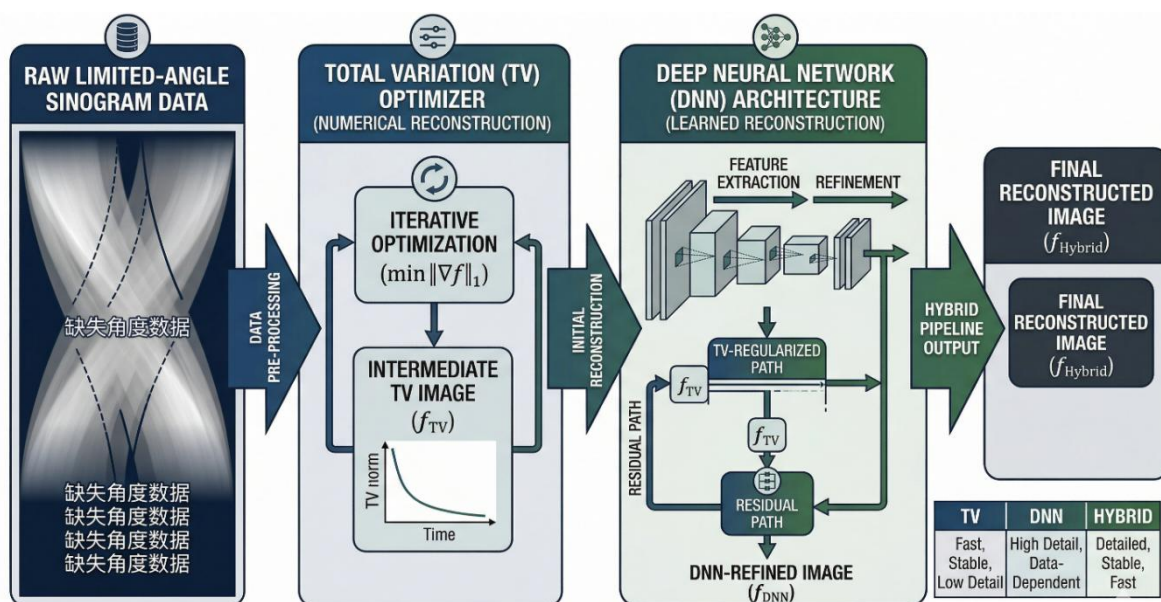 RAW LIMITED-ANGLE
SINOGRAM DATA
缺失角度数据
缺失角度数据
缺失角度数据
缺失角度数据
缺失角度数据
DATA
PRE-PROCESSING
TOTAL VARIATION (TV)
OPTIMIZER
(NUMERICAL RECONSTRUCTION)
ITERATIVE
OPTIMIZATION
(min ‖∇f‖₁)
INTERMEDIATE
TV IMAGE
(f_TV)
TV norm
Time
INITIAL
RECONSTRUCTION
DEEP NEURAL NETWORK
(DNN) ARCHITECTURE
(LEARNED RECONSTRUCTION)
FEATURE
EXTRACTION
REFINEMENT
TV-REGULARIZED
PATH
f_TV
f_TV
RESIDUAL PATH
RESIDUAL
PATH
DNN-REFINED IMAGE
(f_DNN)
HYBRID
PIPELINE
OUTPUT
FINAL
RECONSTRUCTED
IMAGE
(f_Hybrid)
FINAL
RECONSTRUCTED
IMAGE
(f_Hybrid)
TV DNN HYBRID
Fast, High Detail, Detailed,
Stable, Data- Stable,
Low Detail Dependent Fast